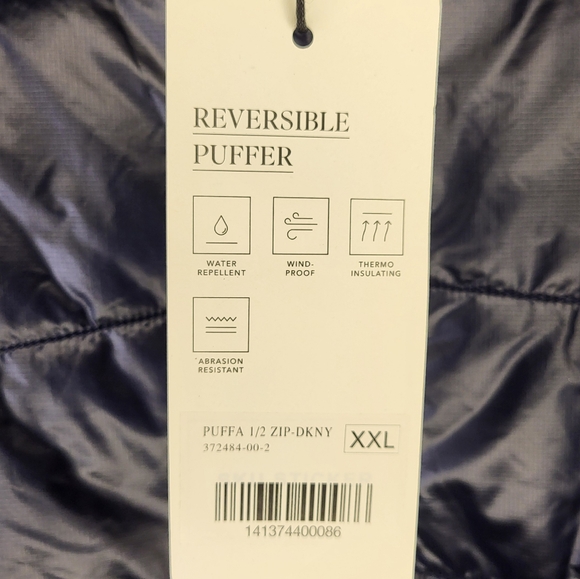 REVERSIBLE
PUFFER
WATER
REPELLENT
WIND-
PROOF
THERMO
INSULATING
ABRASION
RESISTANT
PUFFA 1/2 ZIP-DKNY
372484-00-2
XXL
141374400086